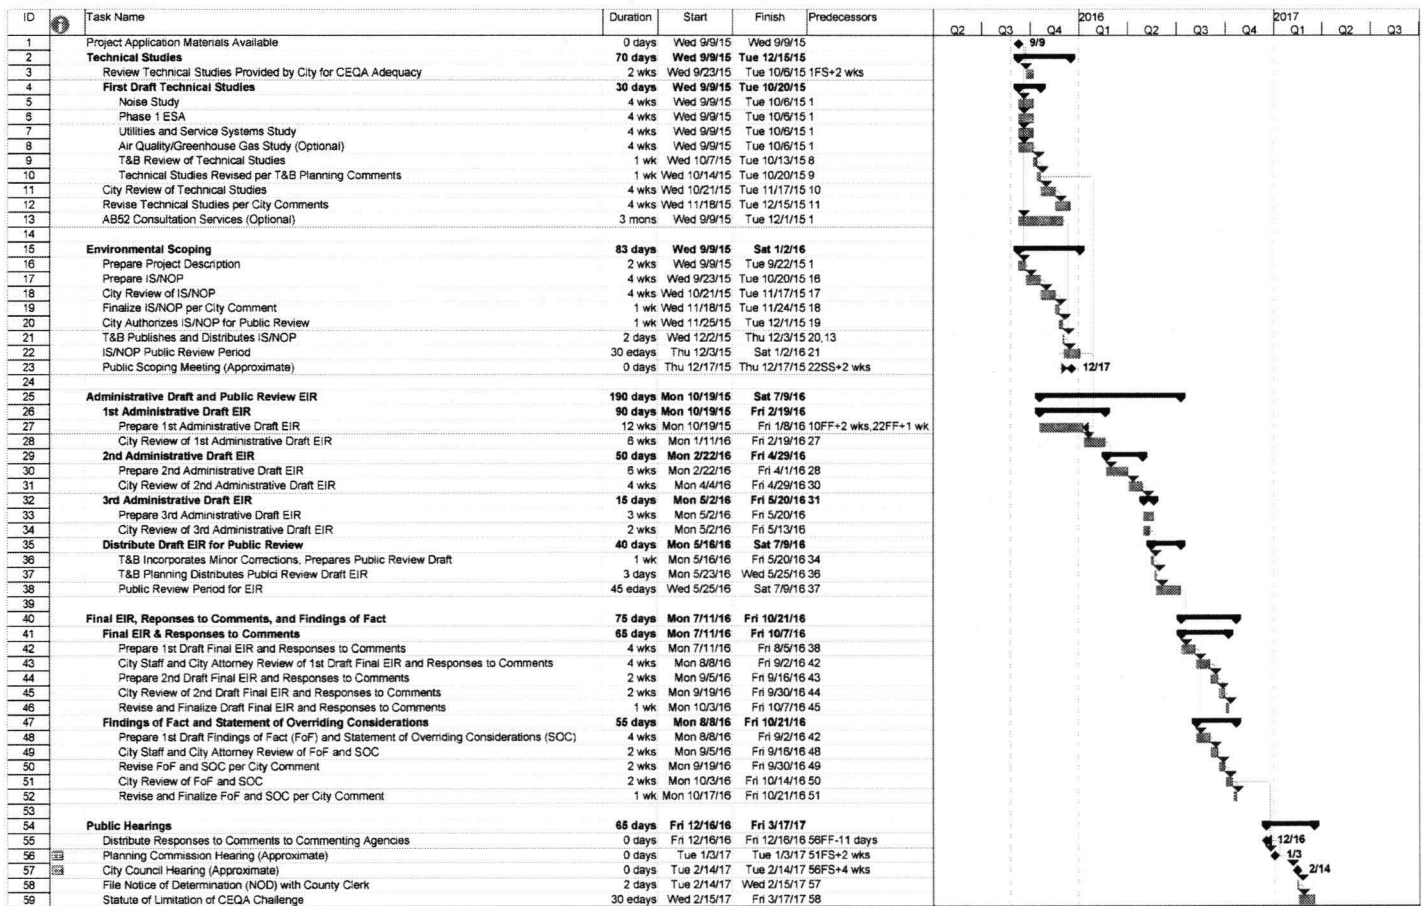 ID Task Name Duration Start Finish Predecessors
2016 2017
Q2 Q3 Q4 Q1 Q2 Q3 Q4 Q1 Q2 Q3
1 Project Application Materials Available 0 days Wed 9/9/15 Wed 9/9/15 9/9
2 Technical Studies 70 days Wed 9/9/15 Tue 12/15/15
3 Review Technical Studies Provided by City for CEQA Adequacy 2 wks Wed 9/23/15 Tue 10/6/15 1FS+2 wks
4 First Draft Technical Studies 30 days Wed 9/9/15 Tue 10/20/15
5 Noise Study 4 wks Wed 9/9/15 Tue 10/6/15 1
6 Phase 1 ESA 4 wks Wed 9/9/15 Tue 10/6/15 1
7 Utilities and Service Systems Study 4 wks Wed 9/9/15 Tue 10/6/15 1
8 Air Quality/Greenhouse Gas Study (Optional) 4 wks Wed 9/9/15 Tue 10/6/15 1
9 T&B Review of Technical Studies 1 wk Wed 10/7/15 Tue 10/13/15 8
10 Technical Studies Revised per T&B Planning Comments 1 wk Wed 10/14/15 Tue 10/20/15 9
11 City Review of Technical Studies 4 wks Wed 10/21/15 Tue 11/17/15 10
12 Revise Technical Studies per City Comments 4 wks Wed 11/18/15 Tue 12/15/15 11
13 AB52 Consultation Services (Optional) 3 mons Wed 9/9/15 Tue 12/1/15 1
14
15 Environmental Scoping 83 days Wed 9/9/15 Sat 1/2/16
16 Prepare Project Description 2 wks Wed 9/9/15 Tue 9/22/15 1
17 Prepare IS/NOP 4 wks Wed 9/23/15 Tue 10/20/15 16
18 City Review of IS/NOP 4 wks Wed 10/21/15 Tue 11/17/15 17
19 Finalize IS/NOP per City Comment 1 wk Wed 11/18/15 Tue 11/24/15 18
20 City Authorizes IS/NOP for Public Review 1 wk Wed 11/25/15 Tue 12/1/15 19
21 T&B Publishes and Distributes IS/NOP 2 days Wed 12/2/15 Thu 12/3/15 20,13
22 IS/NOP Public Review Period 30 edays Thu 12/3/15 Sat 1/2/16 21
23 Public Scoping Meeting (Approximate) 0 days Thu 12/17/15 Thu 12/17/15 22SS+2 wks 12/17
24
25 Administrative Draft and Public Review EIR 190 days Mon 10/19/15 Sat 7/9/16
26 1st Administrative Draft EIR 90 days Mon 10/19/15 Fri 2/19/16
27 Prepare 1st Administrative Draft EIR 12 wks Mon 10/19/15 Fri 1/8/16 10FF+2 wks,22FF+1 wk
28 City Review of 1st Administrative Draft EIR 6 wks Mon 1/11/16 Fri 2/19/16 27
29 2nd Administrative Draft EIR 50 days Mon 2/22/16 Fri 4/29/16
30 Prepare 2nd Administrative Draft EIR 6 wks Mon 2/22/16 Fri 4/1/16 28
31 City Review of 2nd Administrative Draft EIR 4 wks Mon 4/4/16 Fri 4/29/16 30
32 3rd Administrative Draft EIR 15 days Mon 5/2/16 Fri 5/20/16 31
33 Prepare 3rd Administrative Draft EIR 3 wks Mon 5/2/16 Fri 5/20/16
34 City Review of 3rd Administrative Draft EIR 2 wks Mon 5/2/16 Fri 5/13/16
35 Distribute Draft EIR for Public Review 40 days Mon 5/16/16 Sat 7/9/16
36 T&B Incorporates Minor Corrections, Prepares Public Review Draft 1 wk Mon 5/16/16 Fri 5/20/16 34
37 T&B Planning Distributes Publci Review Draft EIR 3 days Mon 5/23/16 Wed 5/25/16 36
38 Public Review Period for EIR 45 edays Wed 5/25/16 Sat 7/9/16 37
39
40 Final EIR, Reponses to Comments, and Findings of Fact 75 days Mon 7/11/16 Fri 10/21/16
41 Final EIR & Responses to Comments 65 days Mon 7/11/16 Fri 10/7/16
42 Prepare 1st Draft Final EIR and Responses to Comments 4 wks Mon 7/11/16 Fri 8/5/16 38
43 City Staff and City Attorney Review of 1st Draft Final EIR and Responses to Comments 4 wks Mon 8/8/16 Fri 9/2/16 42
44 Prepare 2nd Draft Final EIR and Responses to Comments 2 wks Mon 9/5/16 Fri 9/16/16 43
45 City Review of 2nd Draft Final EIR and Responses to Comments 2 wks Mon 9/19/16 Fri 9/30/16 44
46 Revise and Finalize Draft Final EIR and Responses to Comments 1 wk Mon 10/3/16 Fri 10/7/16 45
47 Findings of Fact and Statement of Overriding Considerations 55 days Mon 8/8/16 Fri 10/21/16
48 Prepare 1st Draft Findings of Fact (FoF) and Statement of Overriding Considerations (SOC) 4 wks Mon 8/8/16 Fri 9/2/16 42
49 City Staff and City Attorney Review of FoF and SOC 2 wks Mon 9/5/16 Fri 9/16/16 48
50 Revise FoF and SOC per City Comment 2 wks Mon 9/19/16 Fri 9/30/16 49
51 City Review of FoF and SOC 2 wks Mon 10/3/16 Fri 10/14/16 50
52 Revise and Finalize FoF and SOC per City Comment 1 wk Mon 10/17/16 Fri 10/21/16 51
53
54 Public Hearings 65 days Fri 12/16/16 Fri 3/17/17
55 Distribute Responses to Comments to Commenting Agencies 0 days Fri 12/16/16 Fri 12/16/16 56FF-11 days 12/16
56 Planning Commission Hearing (Approximate) 0 days Tue 1/3/17 Tue 1/3/17 51FS+2 wks 1/3
57 City Council Hearing (Approximate) 0 days Tue 2/14/17 Tue 2/14/17 56FS+4 wks 2/14
58 File Notice of Determination (NOD) with County Clerk 2 days Tue 2/14/17 Wed 2/15/17 57
59 Statute of Limitation of CEQA Challenge 30 edays Wed 2/15/17 Fri 3/17/17 58